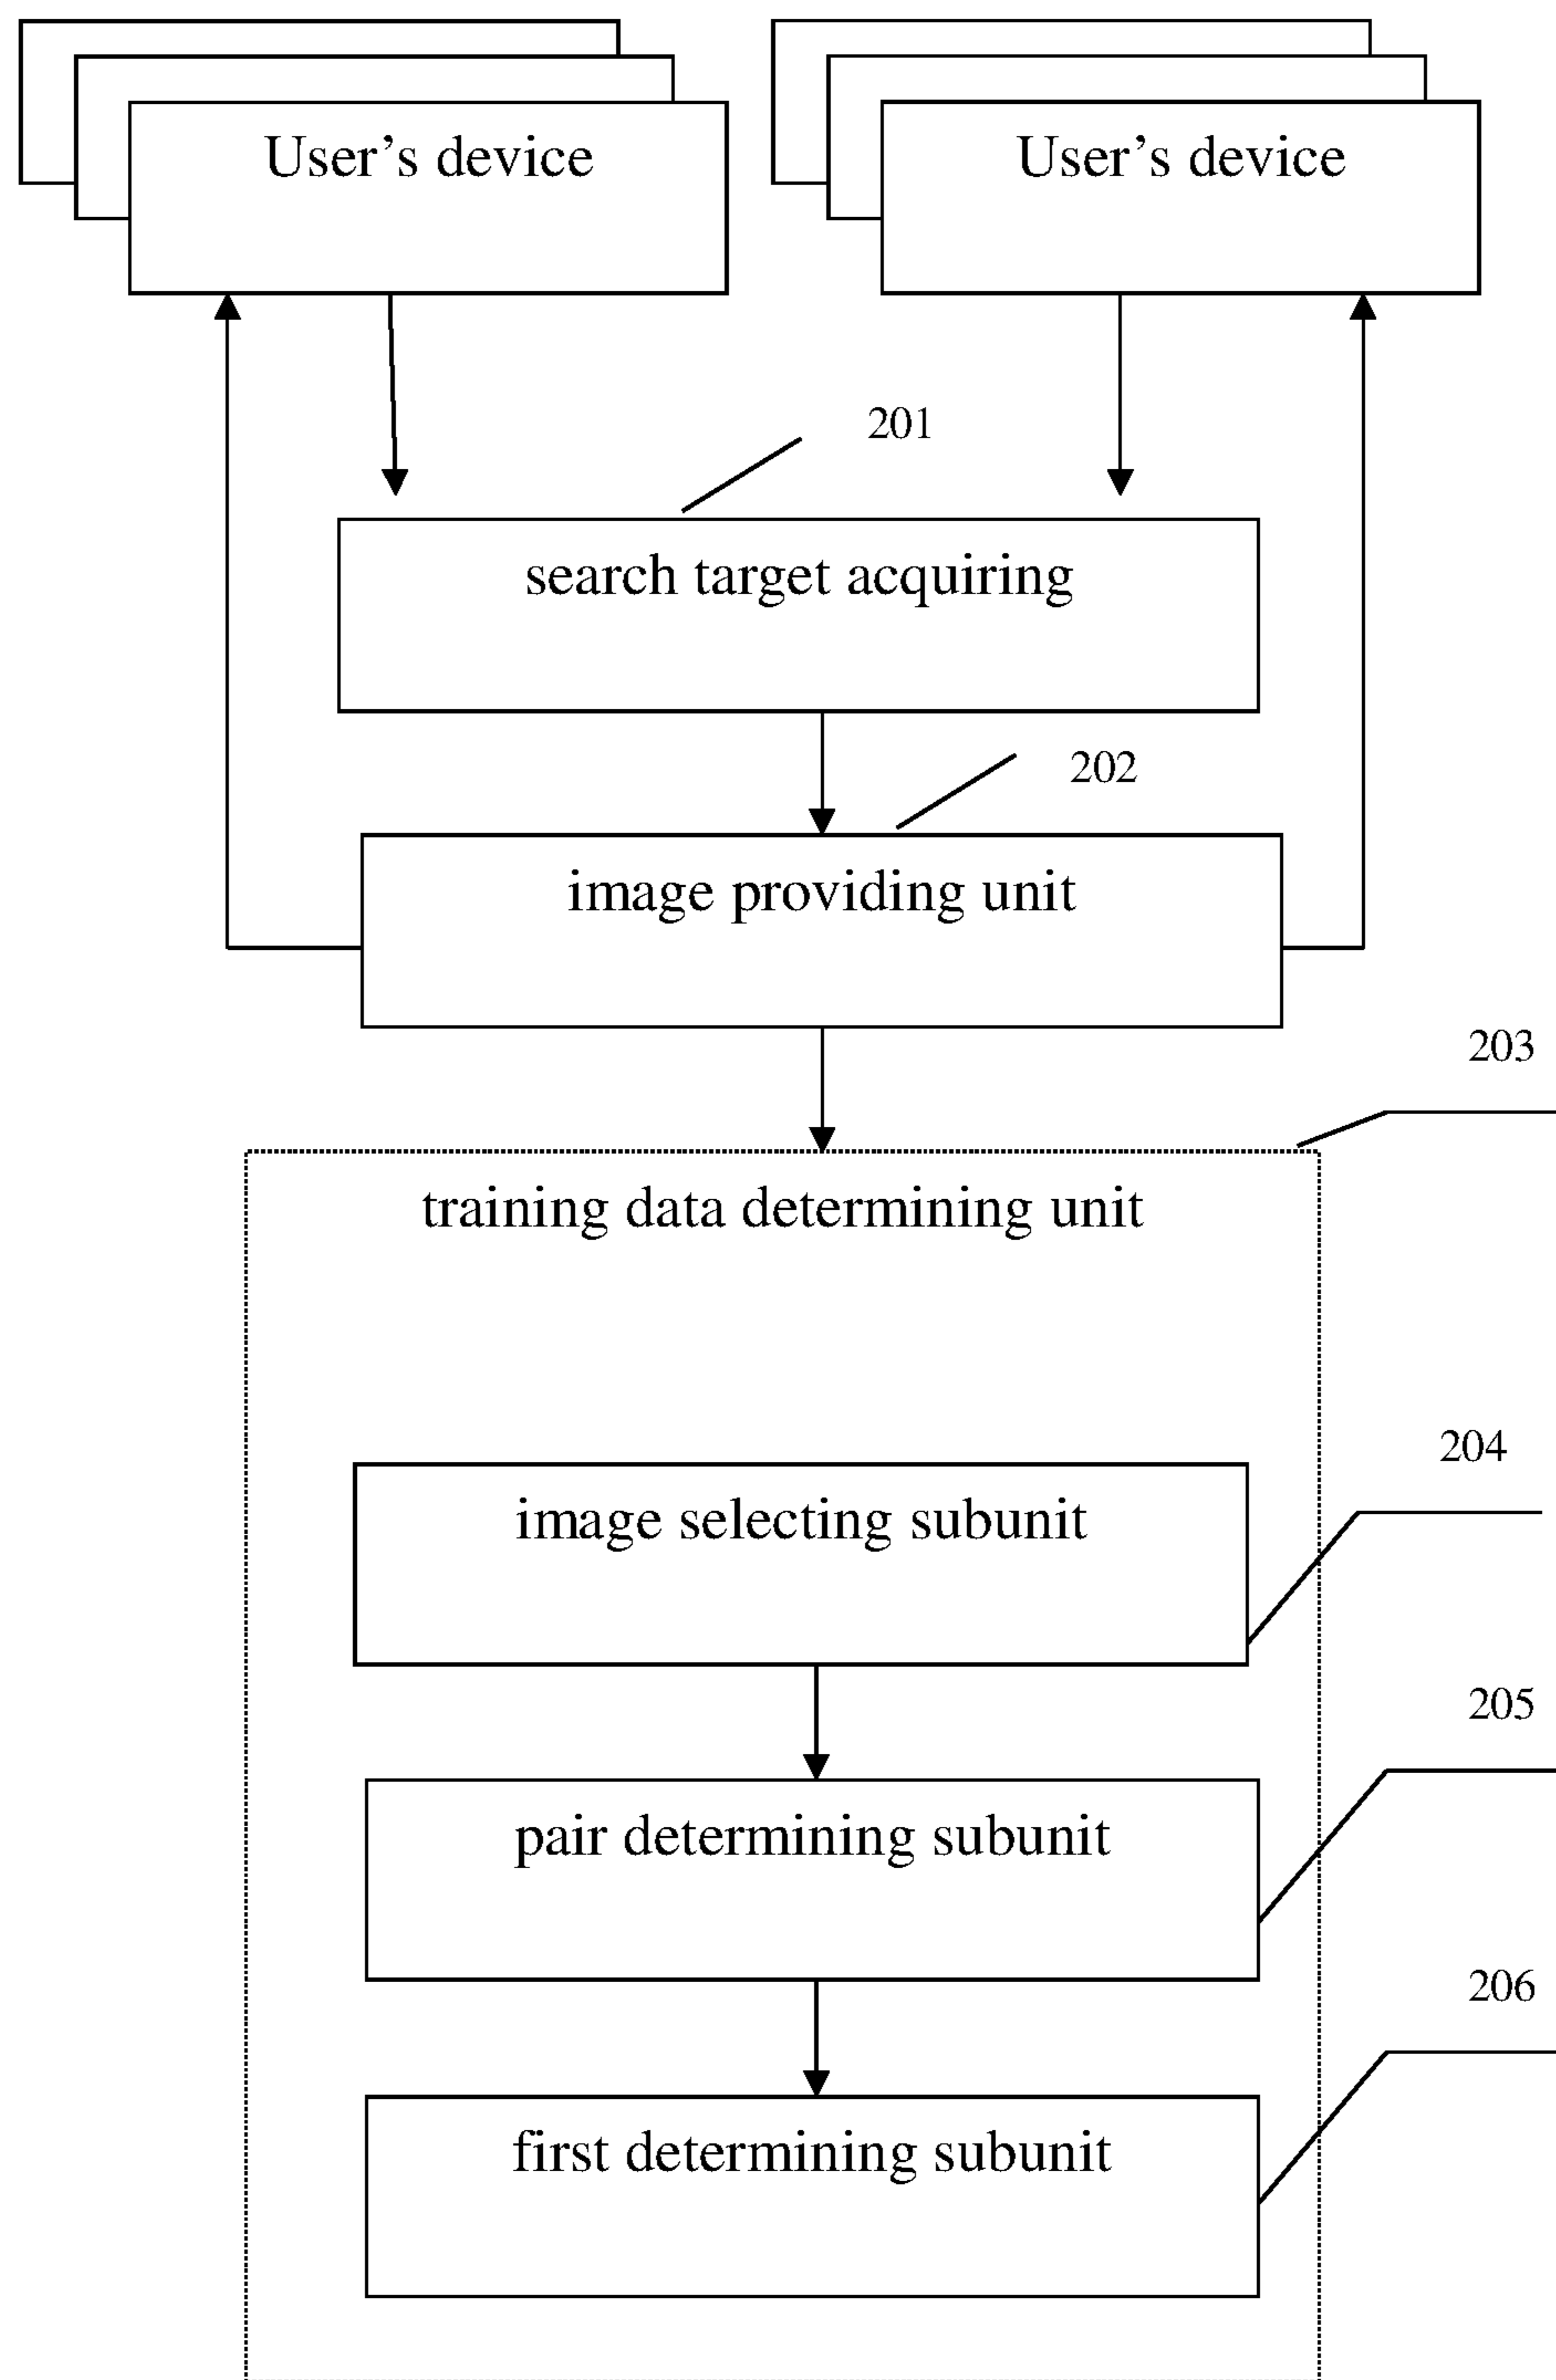 User's device
User's device
201
search target acquiring
202
image providing unit
203
training data determining unit
204
image selecting subunit
205
pair determining subunit
206
first determining subunit